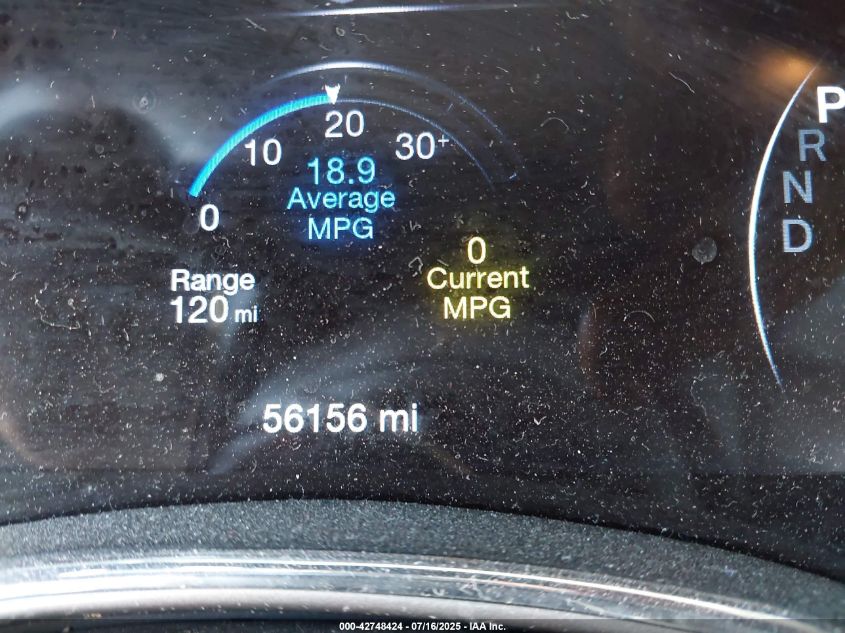 20
10
30+
18.9
Average
MPG
0
0
Current
MPG
Range
120 mi
56156 mi
P
R
N
D
000-42748424 - 07/16/2025 - IAA Inc.